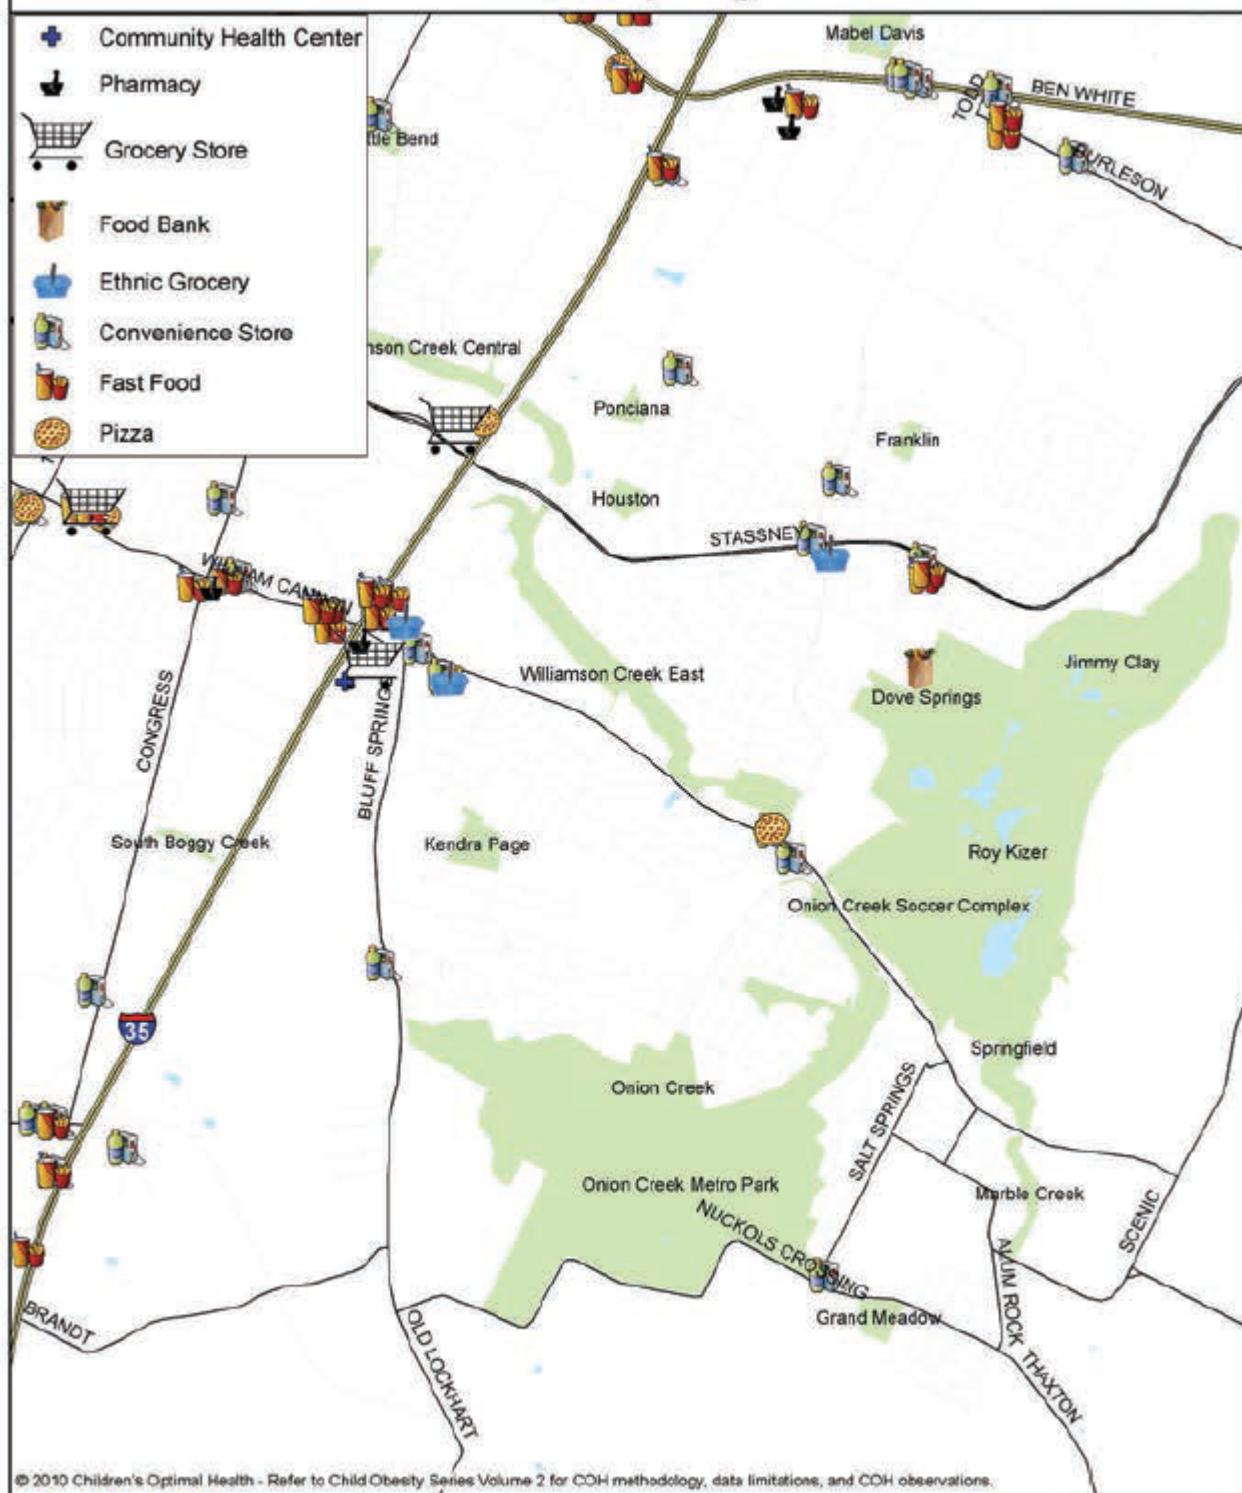 Community Health Center
Pharmacy
Grocery Store
Food Bank
Ethnic Grocery
Convenience Store
Fast Food
Pizza
Mabel Davis
TODD
BEN WHITE
ttle Bend
BURLESON
nson Creek Central
Ponciana
Franklin
Houston
STASSNEY
WILLIAM CANNON
Williamson Creek East
Jimmy Clay
Dove Springs
CONGRESS
BLUFF SPRING
South Boggy Creek
Kendra Page
Roy Kizer
Onion Creek Soccer Complex
35
Springfield
Onion Creek
SALT SPRINGS
Onion Creek Metro Park
Marble Creek
NUCKOLS CROSSING
SCENIC
ALUM ROCK
Grand Meadow
BRANDT
OLD LOCKHART
THAXTON
© 2010 Children's Optimal Health - Refer to Child Obesity Series Volume 2 for COH methodology, data limitations, and COH observations.